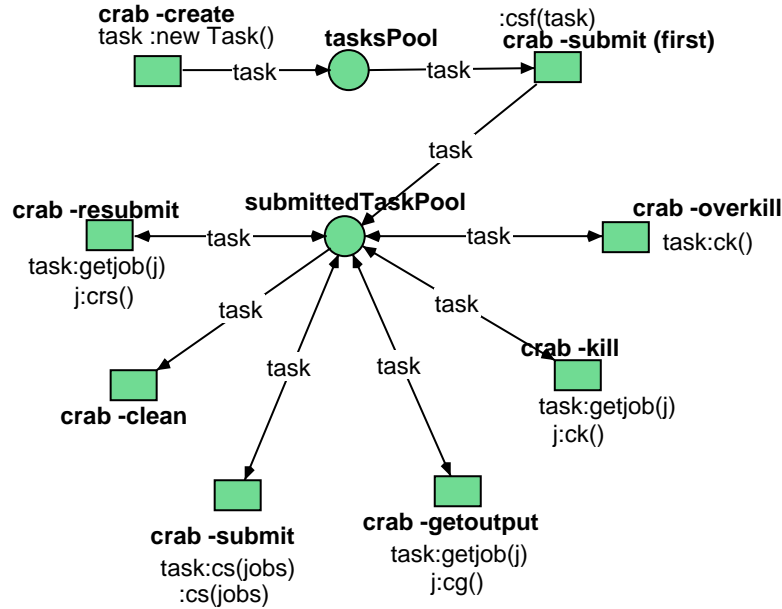 crab -create
task :new Task()
tasksPool
:csf(task)
crab -submit (first)
task
task
task
submittedTaskPool
crab -resubmit
task:getjob(j)
j:crs()
task
task
crab -overkill
task:ck()
task
crab -clean
task
crab -kill
task:getjob(j)
j:ck()
task
task
crab -submit
task:cs(jobs)
:cs(jobs)
crab -getoutput
task:getjob(j)
j:cg()